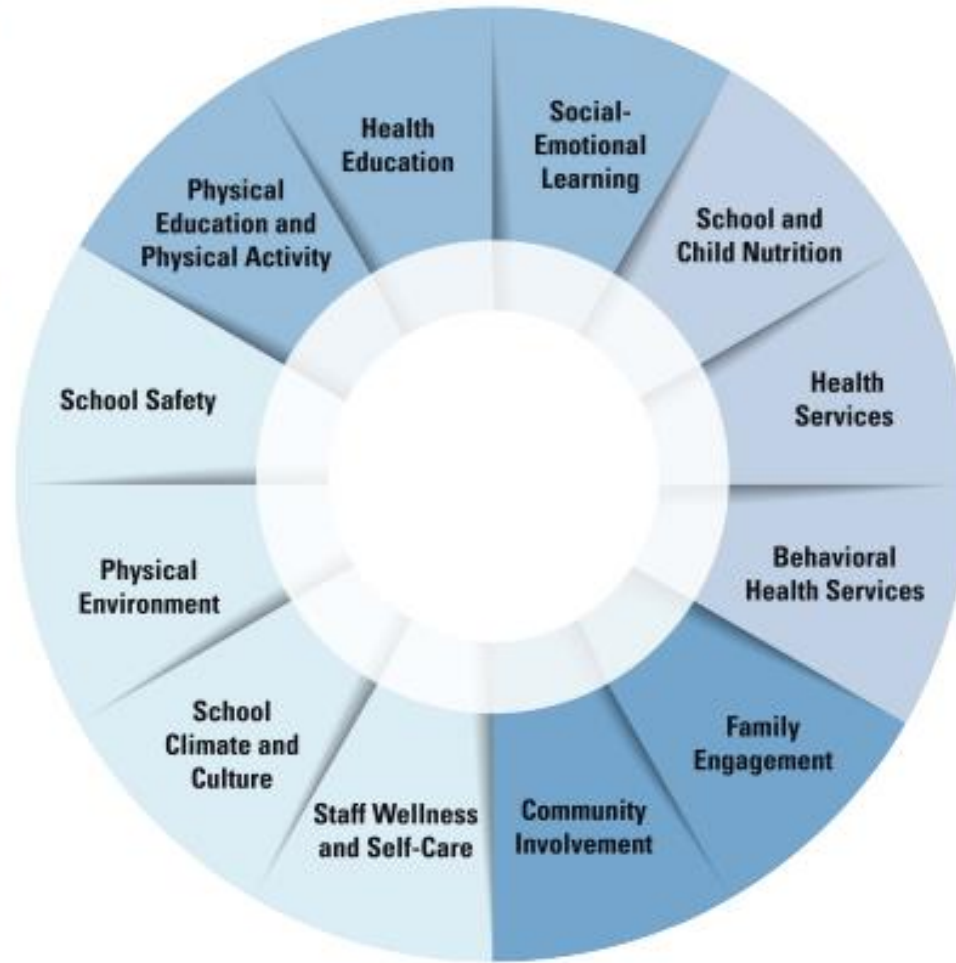 Social-
Emotional
Learning
School and
Child Nutrition
Health
Services
Behavioral
Health Services
Family
Engagement
Community
Involvement
Staff Wellness
and Self-Care
School
Climate and
Culture
Physical
Environment
School Safety
Physical
Education and
Physical Activity
Health
Education